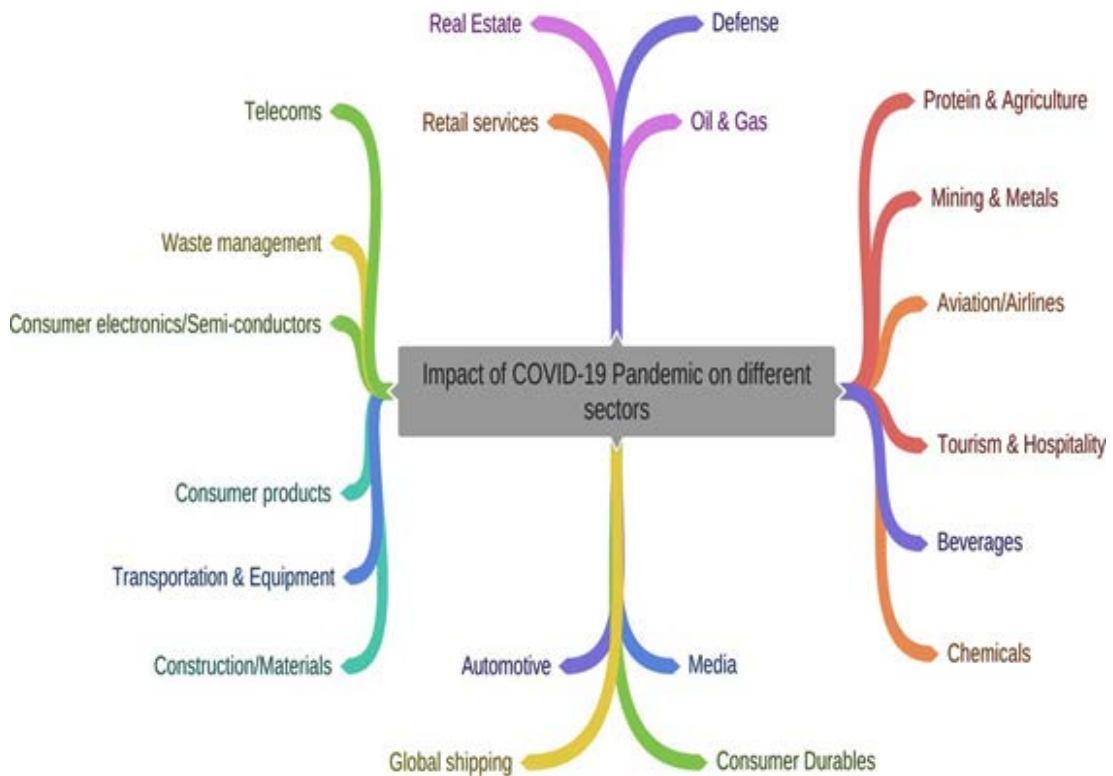 Real Estate
Defense
Telecoms
Retail services
Oil & Gas
Protein & Agriculture
Mining & Metals
Waste management
Aviation/Airlines
Consumer electronics/Semi-conductors
Impact of COVID-19 Pandemic on different
sectors
Tourism & Hospitality
Consumer products
Beverages
Transportation & Equipment
Construction/Materials
Automotive
Media
Chemicals
Global shipping
Consumer Durables